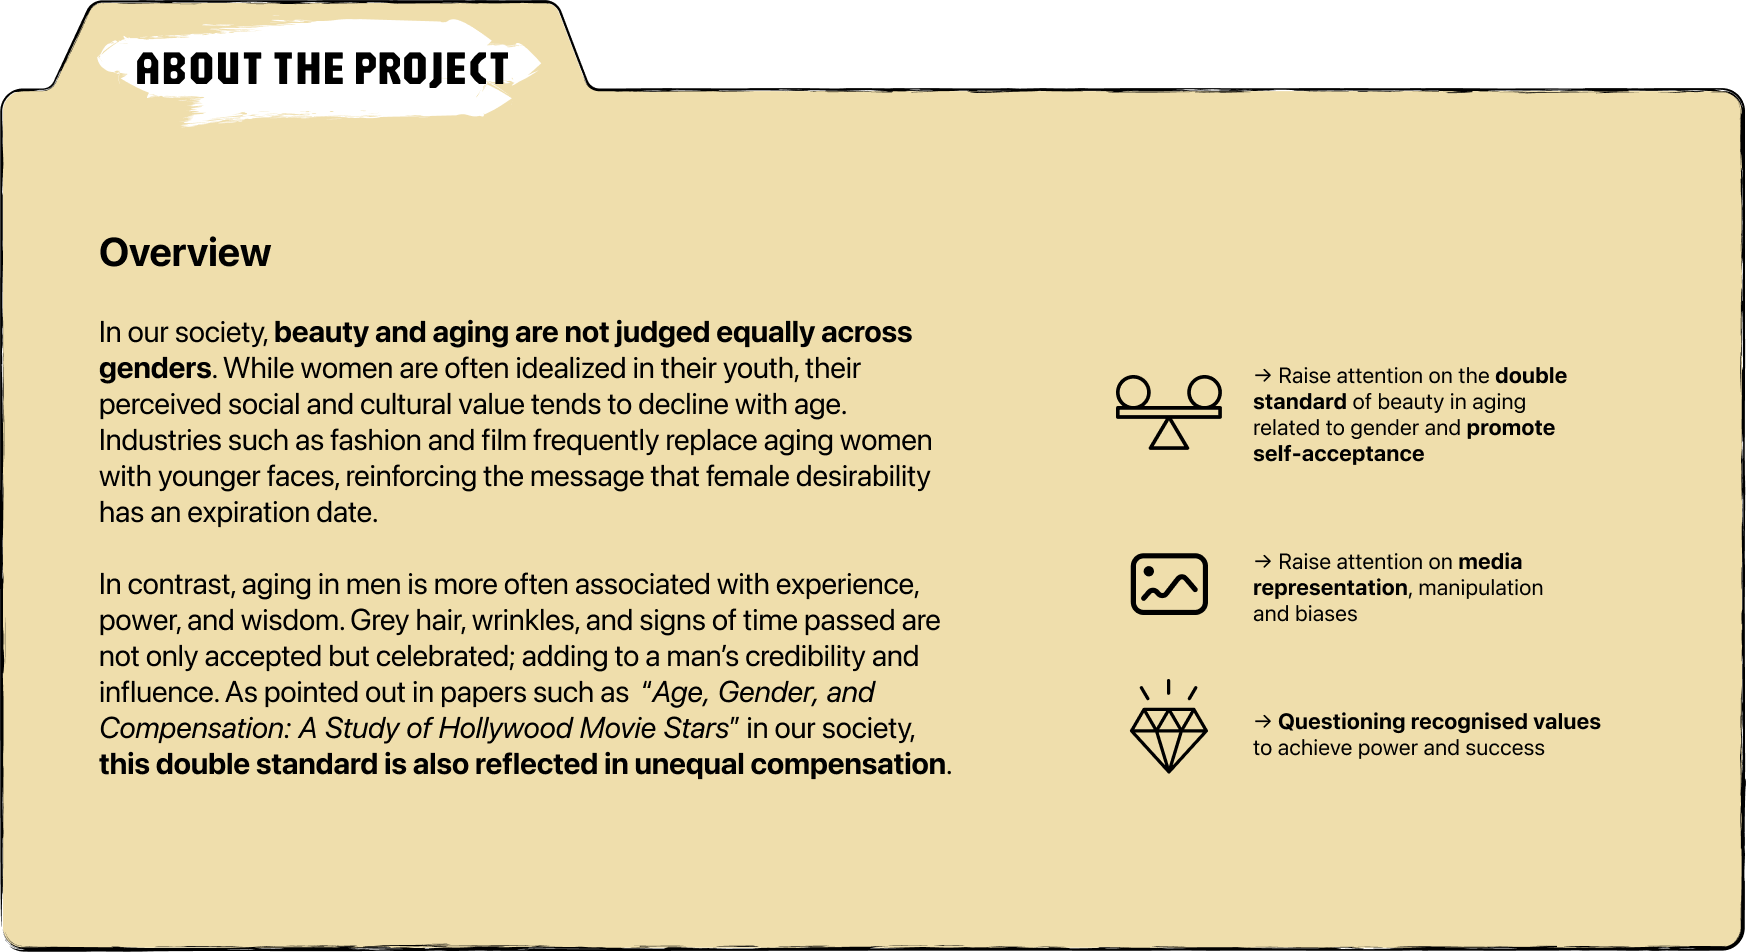 ABOUT THE PROJECT
Overview
In our society, beauty and aging are not judged equally across
genders. While women are often idealized in their youth, their
perceived social and cultural value tends to decline with age.
Industries such as fashion and film frequently replace aging women
with younger faces, reinforcing the message that female desirability
has an expiration date.
In contrast, aging in men is more often associated with experience,
power, and wisdom. Grey hair, wrinkles, and signs of time passed are
not only accepted but celebrated; adding to a man’s credibility and
influence. As pointed out in papers such as “Age, Gender, and
Compensation: A Study of Hollywood Movie Stars” in our society,
this double standard is also reflected in unequal compensation.
→ Raise attention on the double
standard of beauty in aging
related to gender and promote
self-acceptance
→ Raise attention on media
representation, manipulation
and biases
→ Questioning recognised values
to achieve power and success